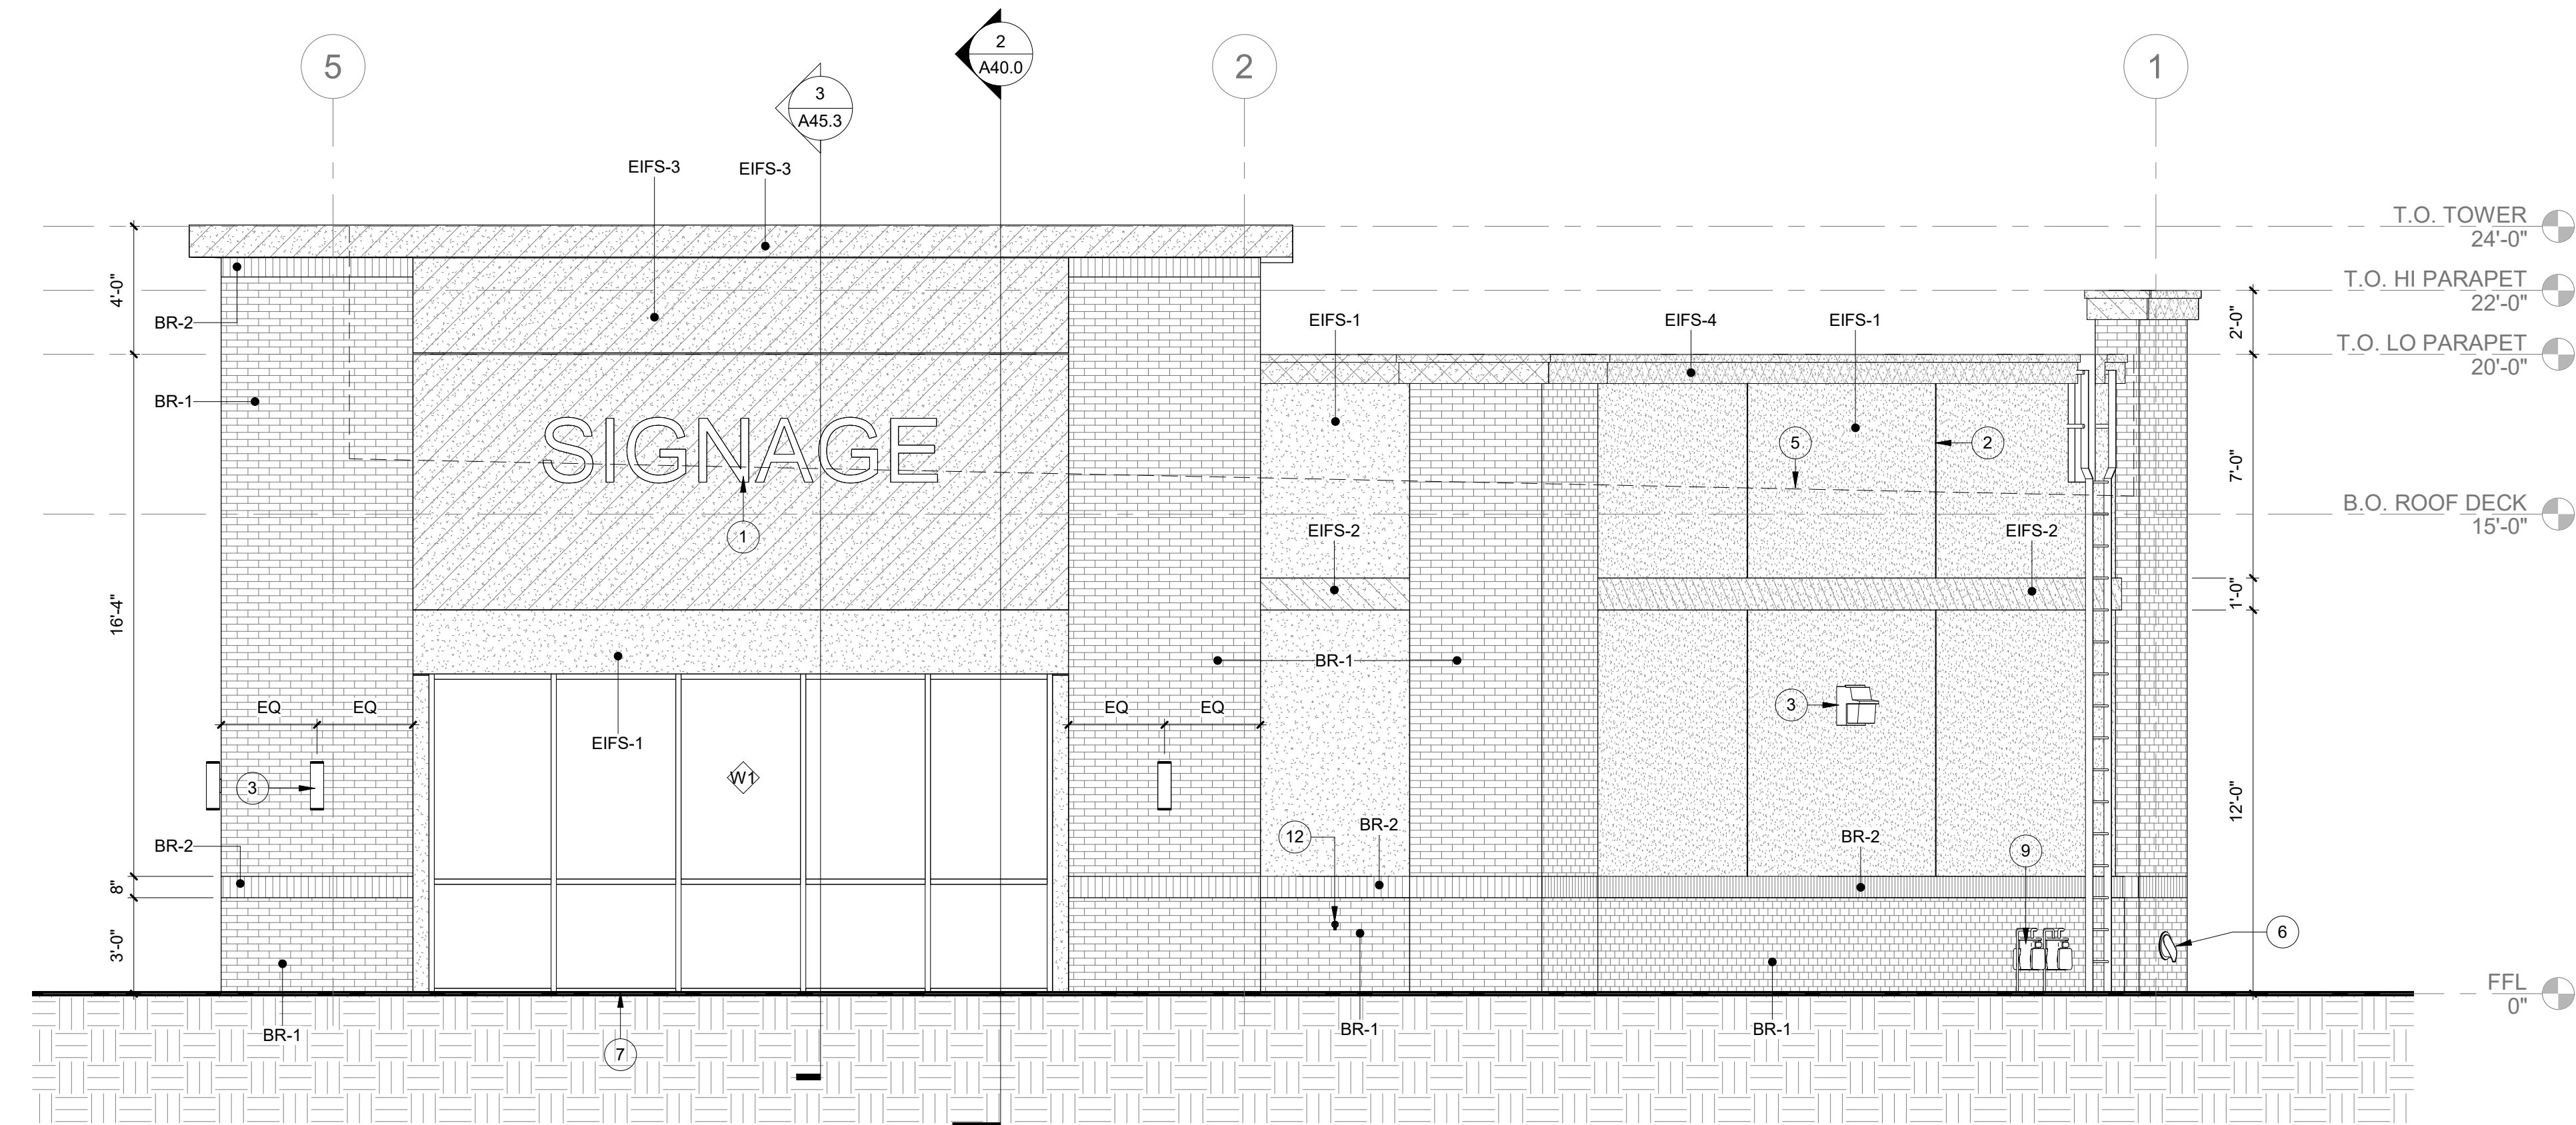 5
2
A40.0
2
1
3
A45.3
EIFS-3
EIFS-3
T.O. TOWER
24'-0"
4'-0"
T.O. HI PARAPET
22'-0"
BR-2
EIFS-1
EIFS-4
EIFS-1
2'-0"
T.O. LO PARAPET
20'-0"
BR-1
SIGNAGE
5
2
7'-0"
1
EIFS-2
EIFS-2
B.O. ROOF DECK
15'-0"
16'-4"
1'-0"
BR-1
EQ
EQ
EIFS-1
EQ
EQ
3
W1
3
12'-0"
BR-2
12
BR-2
BR-2
9
8"
3'-0"
6
FFL
0"
BR-1
7
BR-1
BR-1